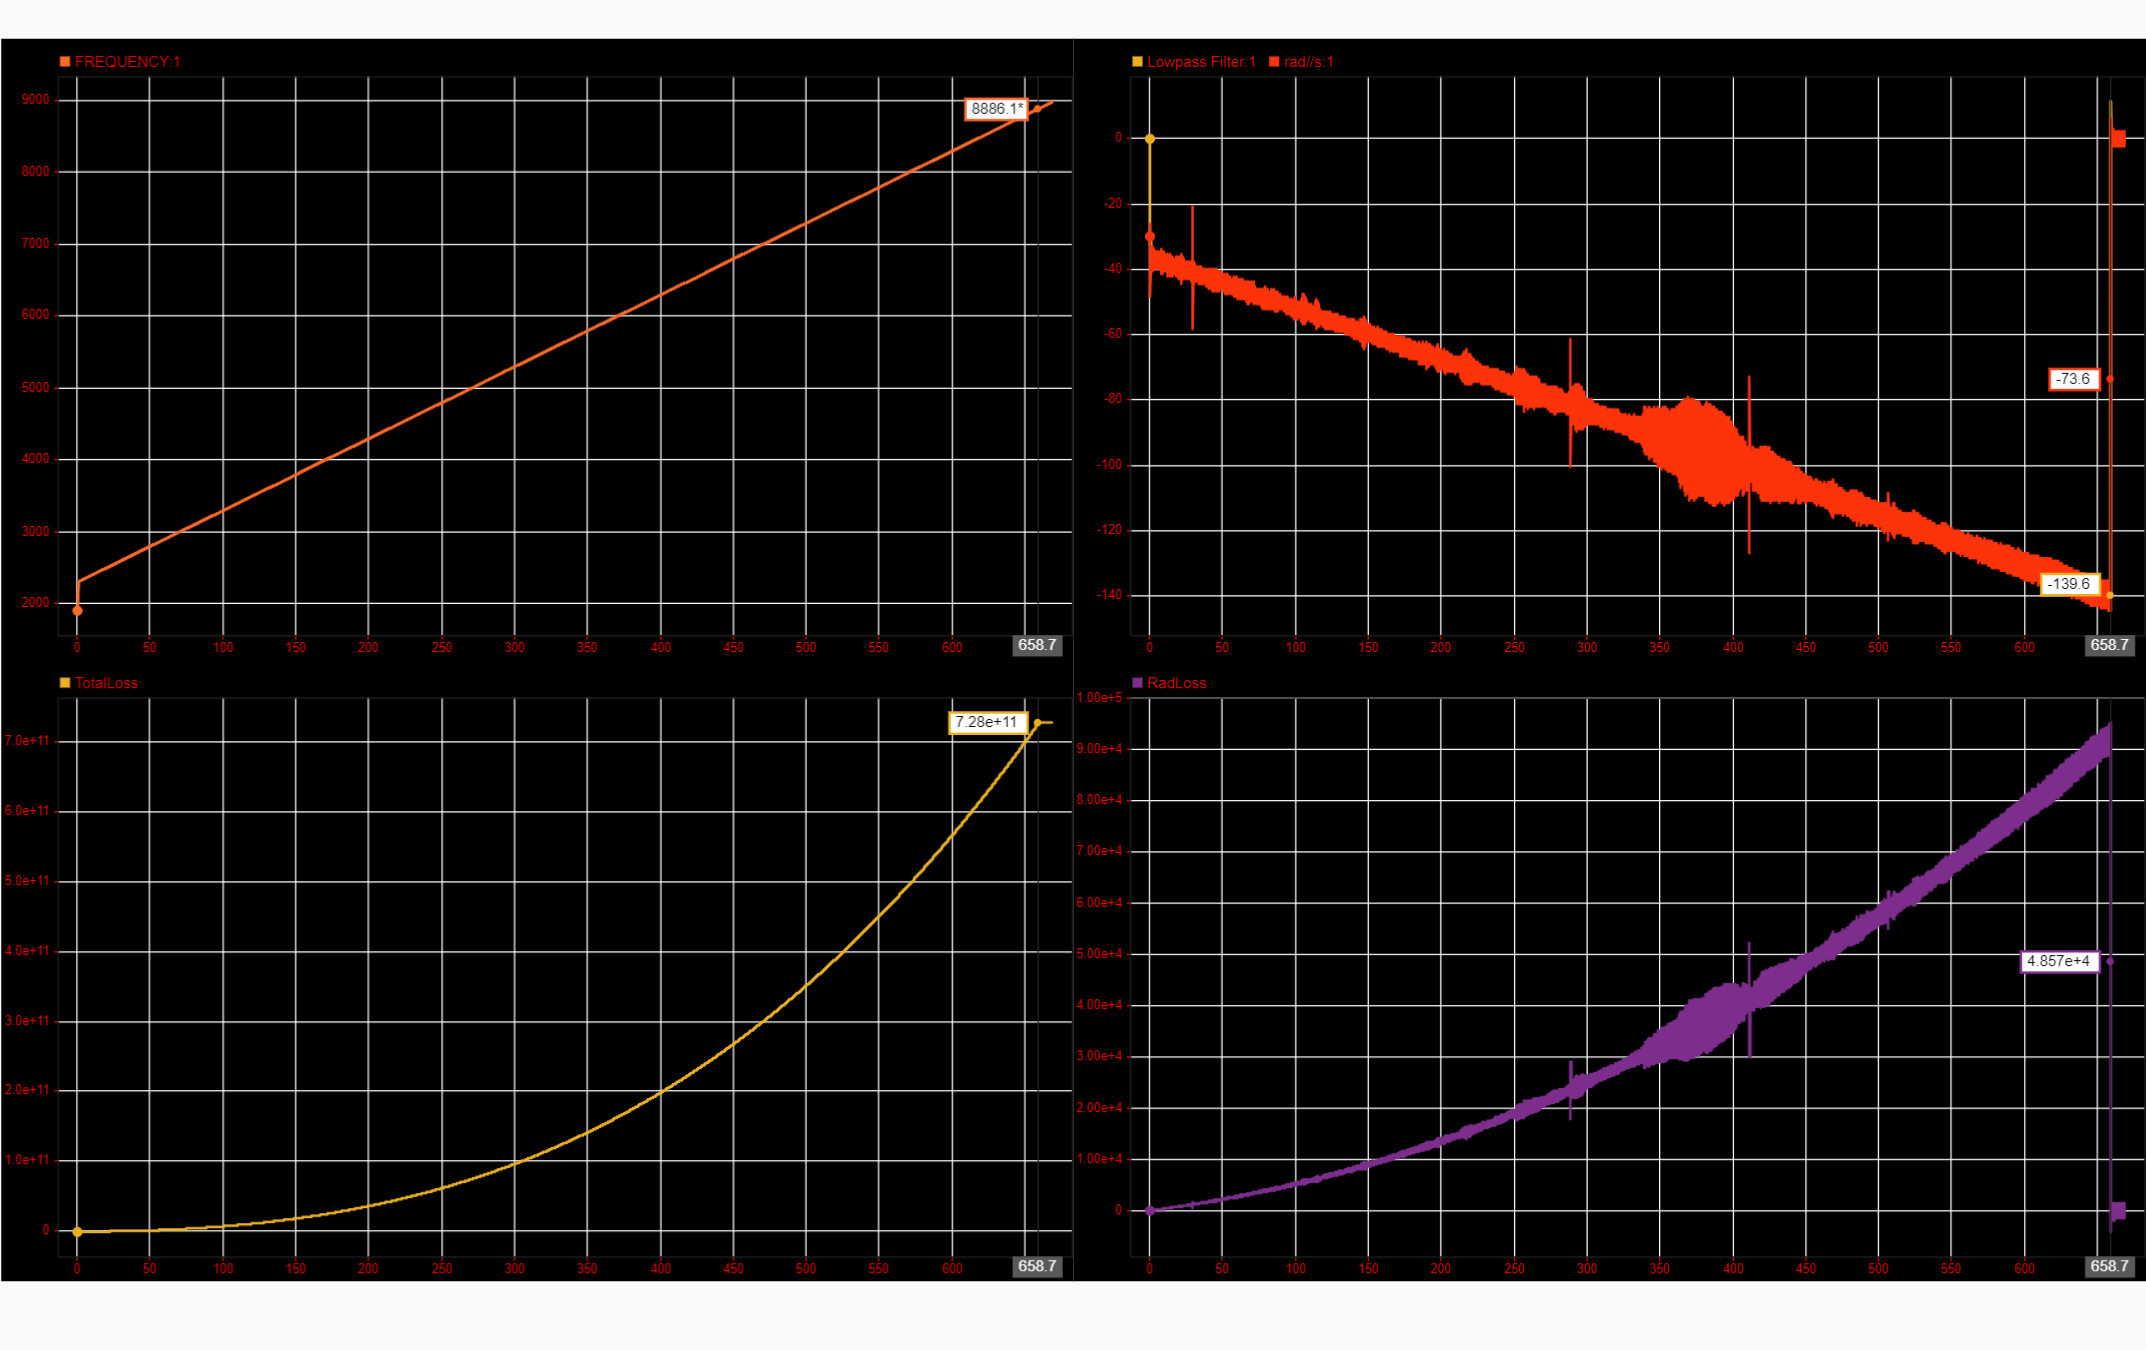 FREQUENCY:1
9000
8000
7000
6000
5000
4000
3000
2000
8886.1*
0 50 100 150 200 250 300 350 400 450 500 550 600 658.7
Lowpass Filter:1 rad//s:1
0
-20
-40
-60
-80
-100
-120
-140
-73.6
-139.6
0 50 100 150 200 250 300 350 400 450 500 550 600 658.7
TotalLoss
7.0e+11
6.0e+11
5.0e+11
4.0e+11
3.0e+11
2.0e+11
1.0e+11
0
7.28e+11
0 50 100 150 200 250 300 350 400 450 500 550 600 658.7
RadLoss
1.00e+5
9.00e+4
8.00e+4
7.00e+4
6.00e+4
5.00e+4
4.00e+4
3.00e+4
2.00e+4
1.00e+4
0
4.857e+4
0 50 100 150 200 250 300 350 400 450 500 550 600 658.7